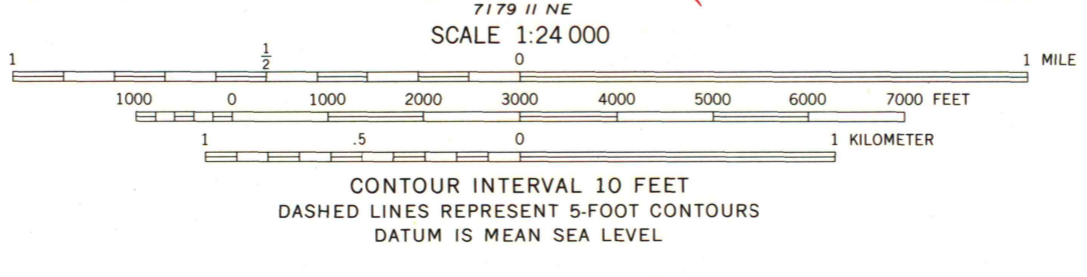 7179 II NE
SCALE 1:24 000
1 1/2 0 1 MILE
1000 0 1000 2000 3000 4000 5000 6000 7000 FEET
1 .5 0 1 KILOMETER
CONTOUR INTERVAL 10 FEET
DASHED LINES REPRESENT 5-FOOT CONTOURS
DATUM IS MEAN SEA LEVEL